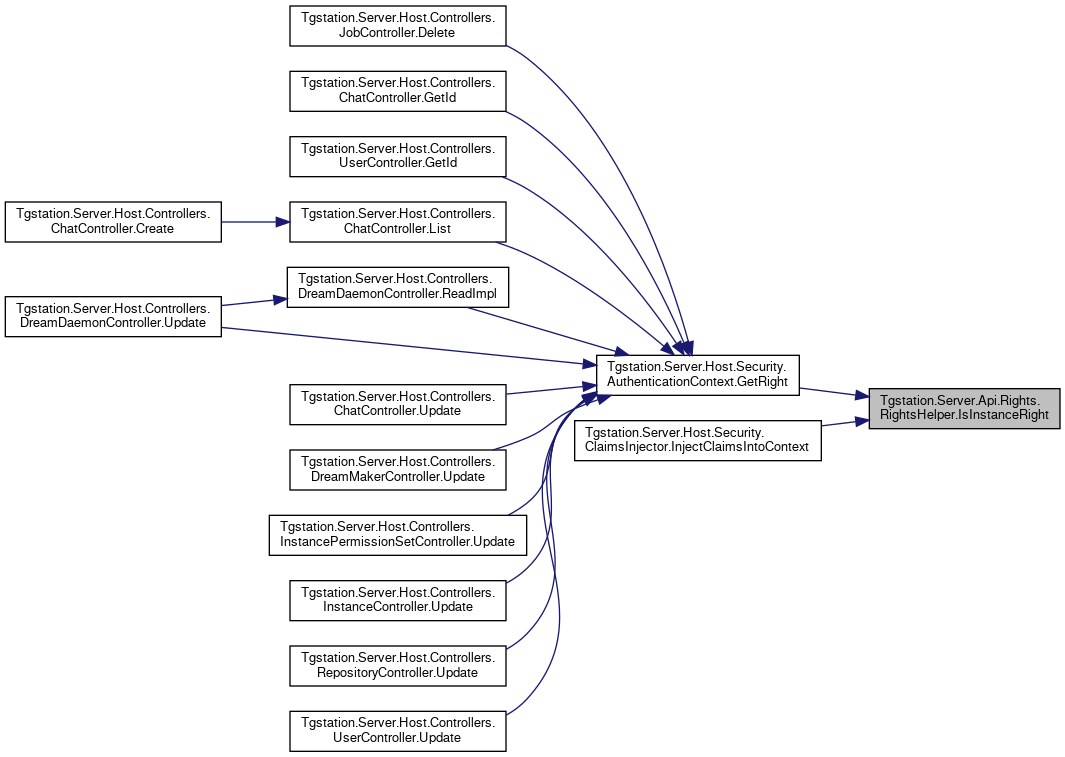 Tgstation.Server.Host.Controllers.
JobController.Delete
Tgstation.Server.Host.Controllers.
ChatController.GetId
Tgstation.Server.Host.Controllers.
UserController.GetId
Tgstation.Server.Host.Controllers.
ChatController.Create
Tgstation.Server.Host.Controllers.
ChatController.List
Tgstation.Server.Host.Controllers.
DreamDaemonController.ReadImpl
Tgstation.Server.Host.Controllers.
DreamDaemonController.Update
Tgstation.Server.Host.Security.
AuthenticationContext.GetRight
Tgstation.Server.Api.Rights.
RightsHelper.IsInstanceRight
Tgstation.Server.Host.Controllers.
ChatController.Update
Tgstation.Server.Host.Security.
ClaimsInjector.InjectClaimsIntoContext
Tgstation.Server.Host.Controllers.
DreamMakerController.Update
Tgstation.Server.Host.Controllers.
InstancePermissionSetController.Update
Tgstation.Server.Host.Controllers.
InstanceController.Update
Tgstation.Server.Host.Controllers.
RepositoryController.Update
Tgstation.Server.Host.Controllers.
UserController.Update